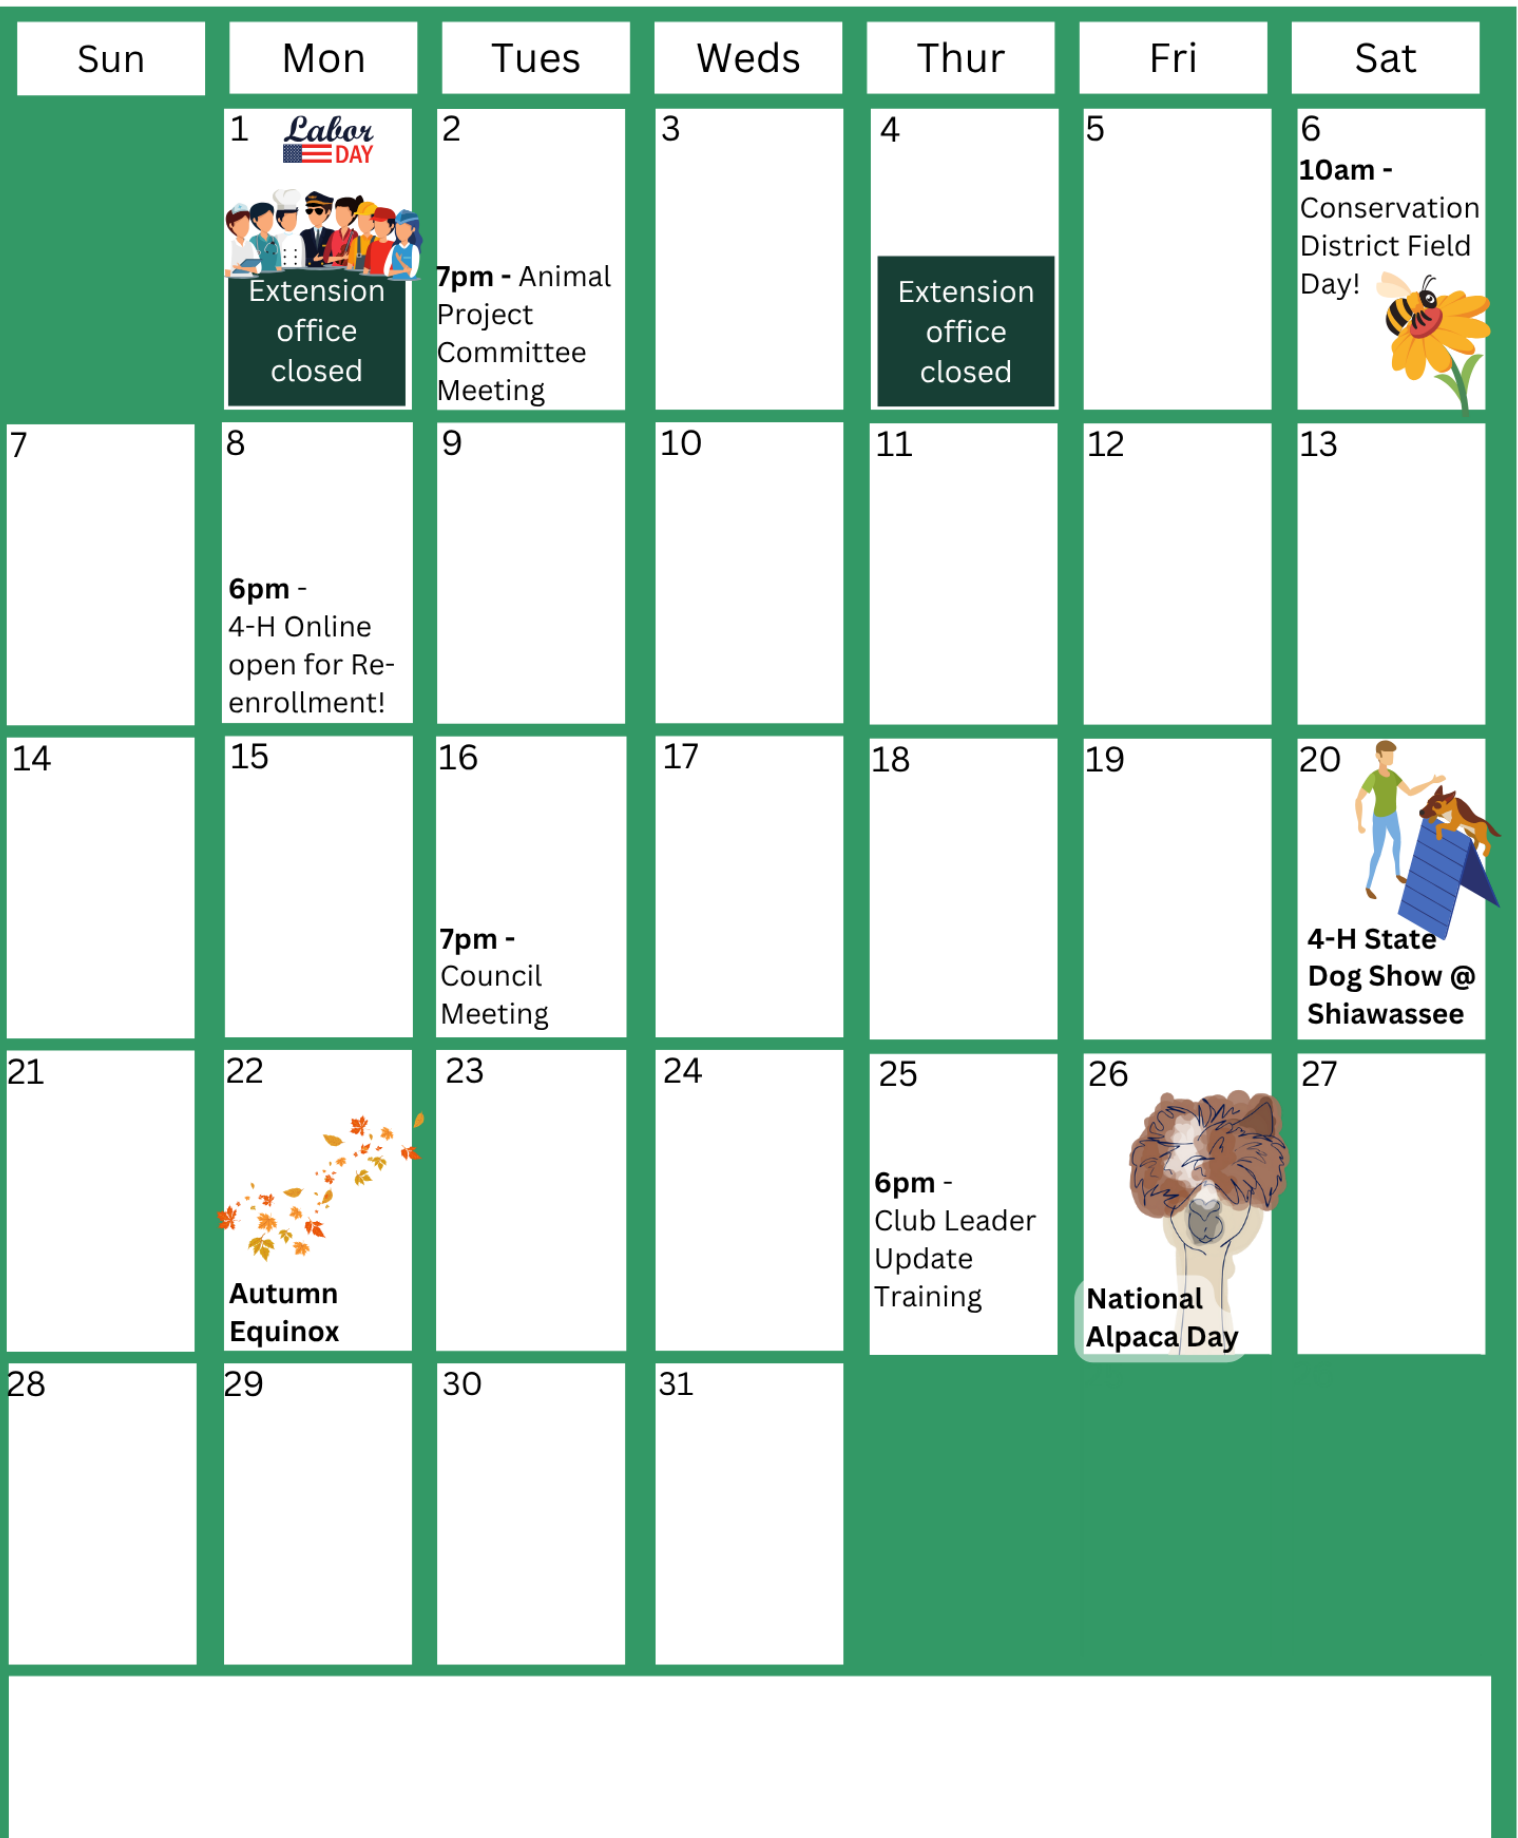 Sun Mon Tues Weds Thur Fri Sat
1
Labor
DAY
Extension
office
closed
2
7pm - Animal
Project
Committee
Meeting
3
4
Extension
office
closed
5
6
10am -
Conservation
District Field
Day!
7
8
6pm -
4-H Online
open for Re-
enrollment!
9
10
11
12
13
14
15
16
7pm -
Council
Meeting
17
18
19
20
4-H State
Dog Show @
Shiawassee
21
22
Autumn
Equinox
23
24
25
6pm -
Club Leader
Update
Training
26
National
Alpaca Day
27
28
29
30
31